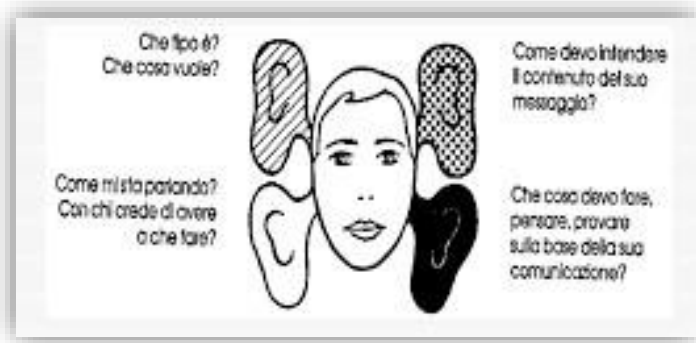 Che tipo è?
Che cosa vuole?
Come devo intendere
il contenuto del suo
messaggio?
Come mi sta parlando?
Con chi crede di avere
a che fare?
Che cosa devo fare,
pensare, provare
sulla base della sua
comunicazione?